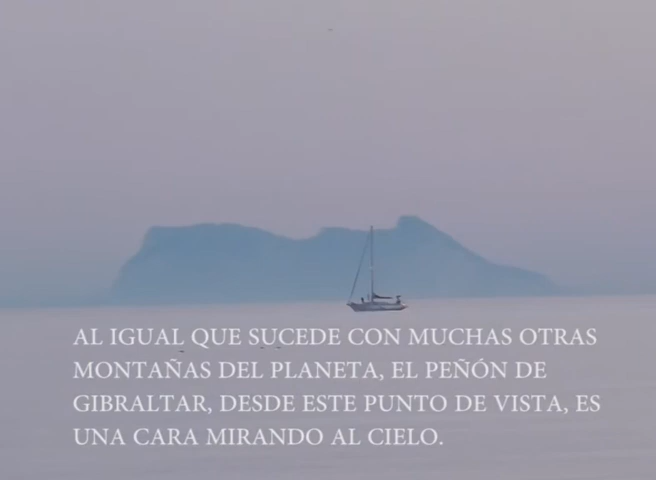 AL IGUAL QUE SUCEDE CON MUCHAS OTRAS
MONTAÑAS DEL PLANETA, EL PEÑÓN DE
GIBRALTAR, DESDE ESTE PUNTO DE VISTA, ES
UNA CARA MIRANDO AL CIELO.